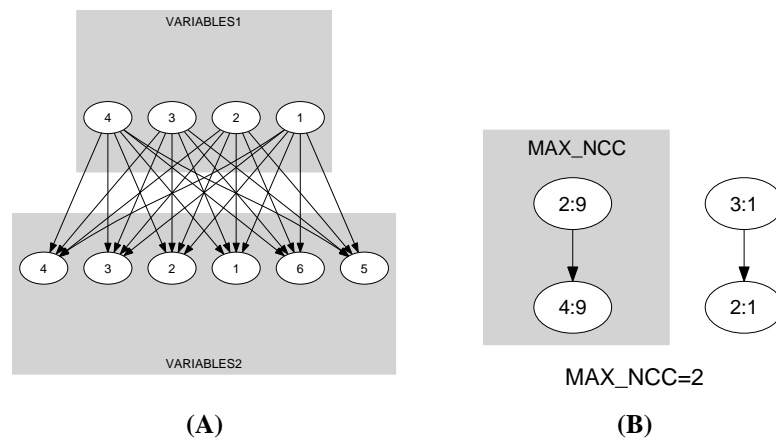 VARIABLES1
4 3 2 1
4 3 2 1 6 5
VARIABLES2
(A)
MAX_NCC
2:9 3:1
4:9 2:1
MAX_NCC=2
(B)